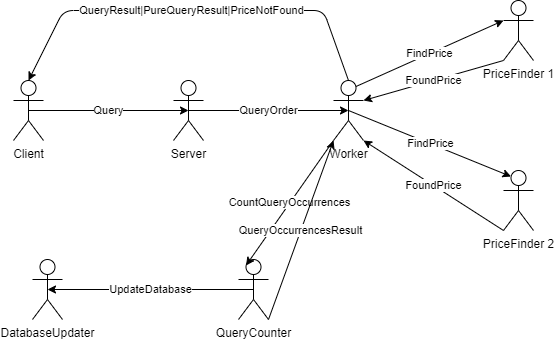 QueryResult|PureQueryResult|PriceNotFound
FindPrice
PriceFinder 1
FoundPrice
Query
QueryOrder
Client
Server
Worker
FindPrice
FoundPrice
CountQueryOccurrences
QueryOccurrencesResult
PriceFinder 2
UpdateDatabase
DatabaseUpdater
QueryCounter